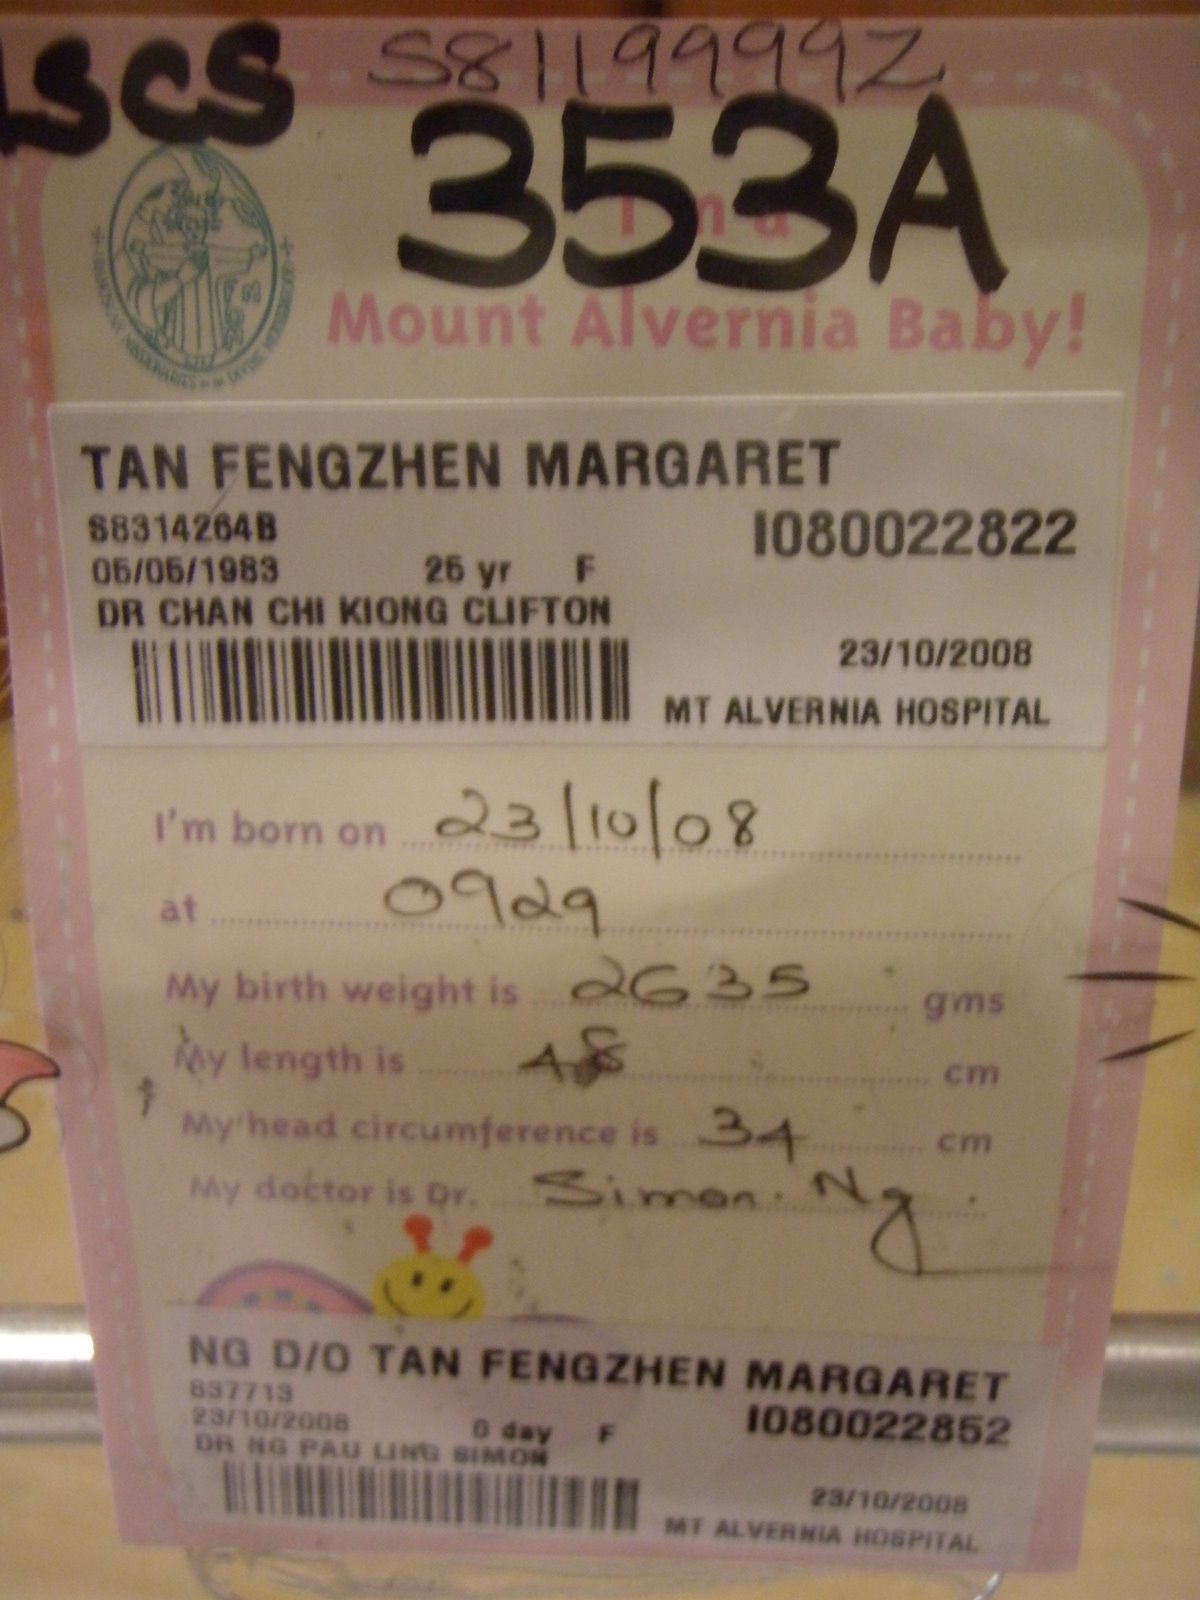 LSCS
S8119999Z
353A
I'm a
Mount Alvernia Baby!
TAN FENGZHEN MARGARET
S8314264B
I080022822
05/05/1983 25 yr F
DR CHAN CHI KIONG CLIFTON
23/10/2008
MT ALVERNIA HOSPITAL
I'm born on 23/10/08
at 0929
My birth weight is 2635 gms
My length is 48 cm
My head circumference is 34 cm
My doctor is Dr. Simon Ng
NG D/O TAN FENGZHEN MARGARET
837713
I080022852
23/10/2008 0 day F
DR NG PAU LING SIMON
23/10/2008
MT ALVERNIA HOSPITAL